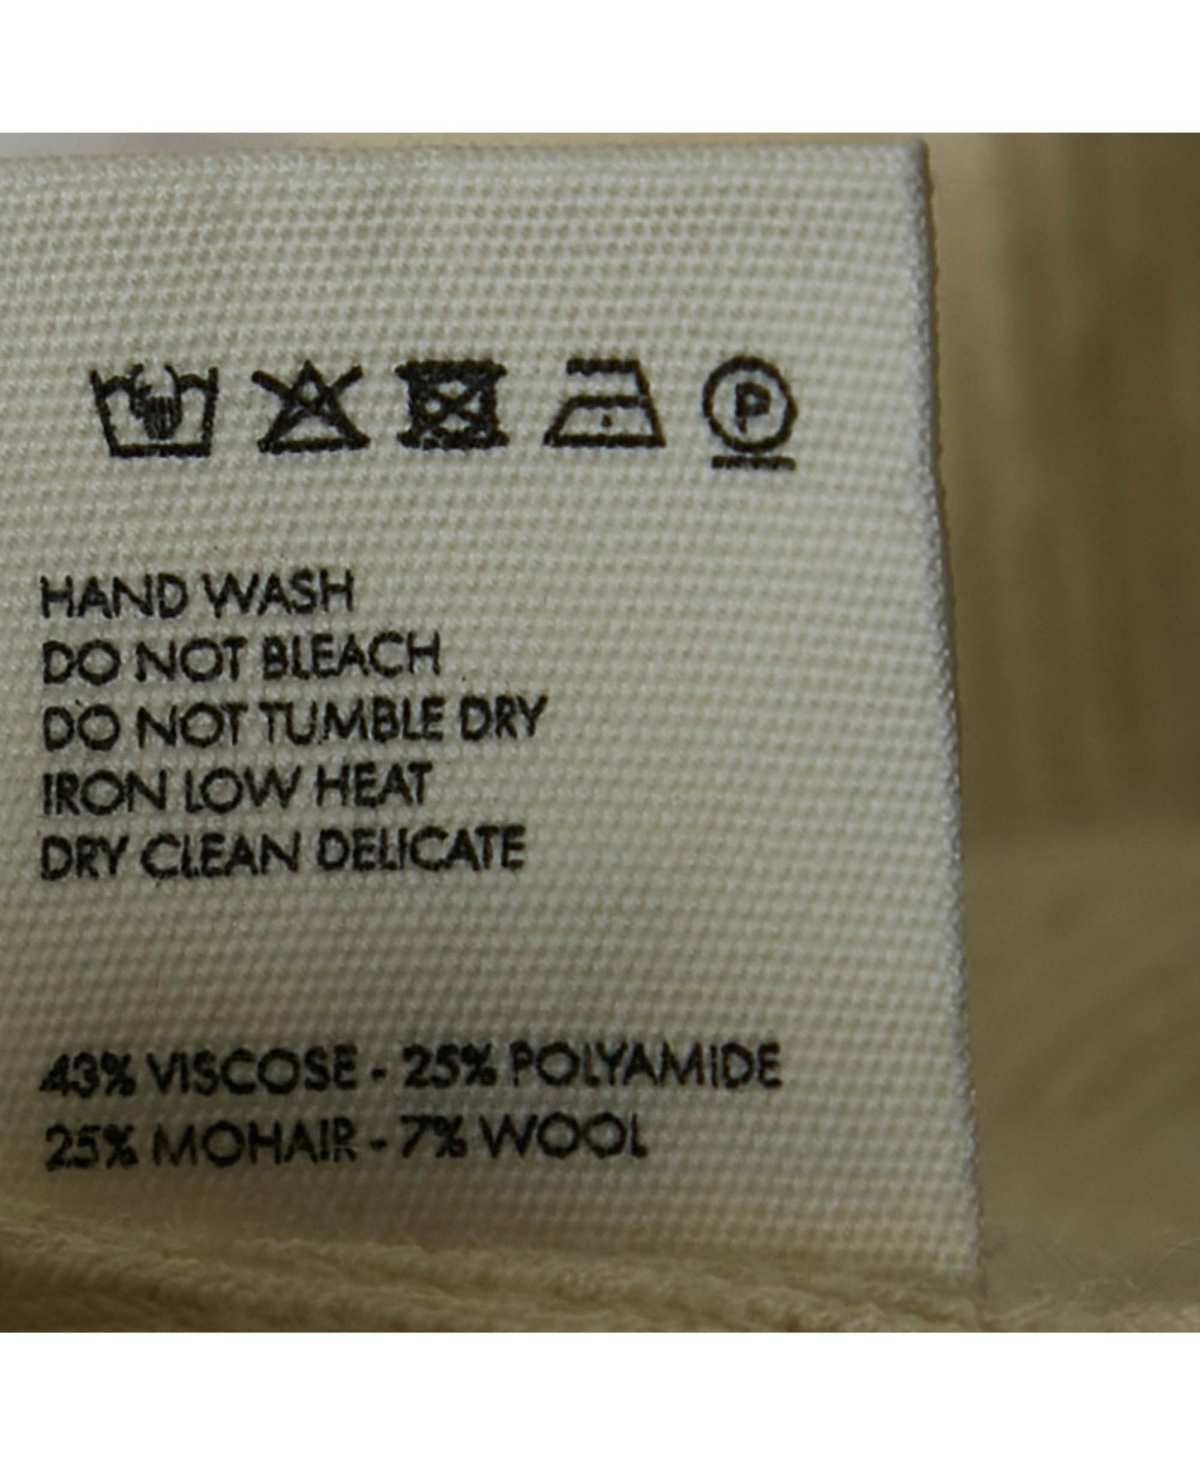 P
HAND WASH
DO NOT BLEACH
DO NOT TUMBLE DRY
IRON LOW HEAT
DRY CLEAN DELICATE
43% VISCOSE - 25% POLYAMIDE
25% MOHAIR - 7% WOOL